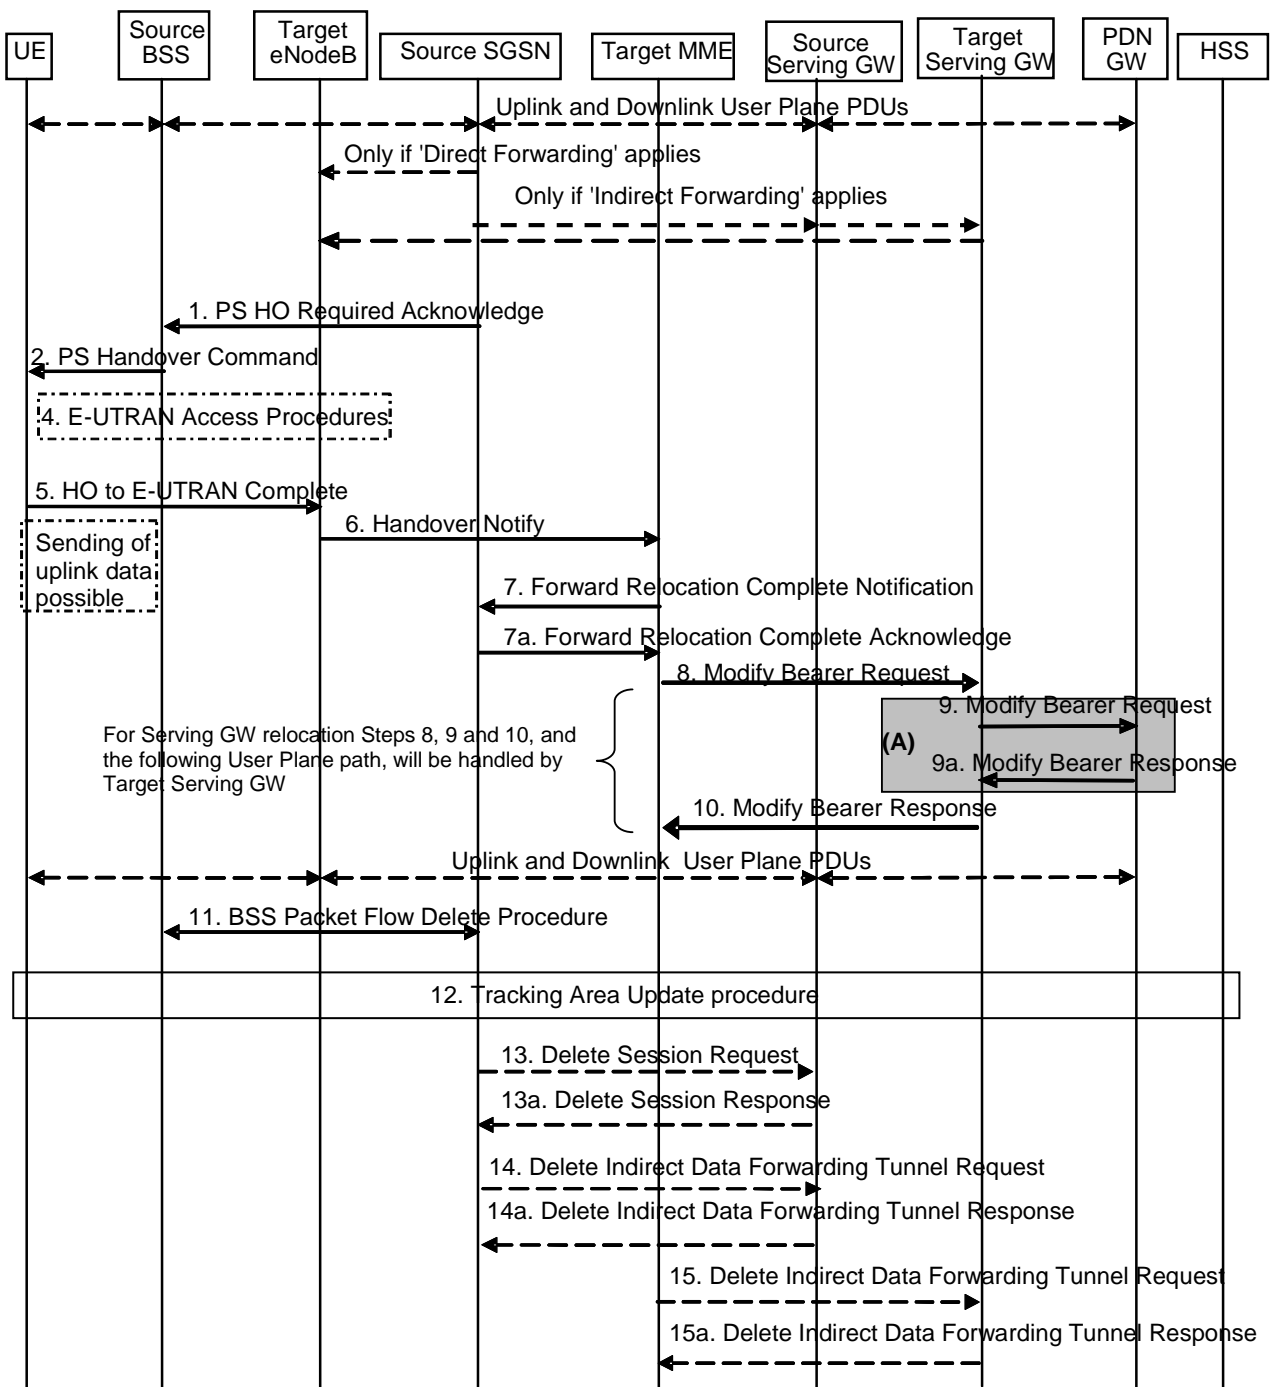 UE
Source
BSS
Target
eNodeB
Source SGSN
Target MME
Source
Serving GW
Target
Serving GW
PDN
GW
HSS
Uplink and Downlink User Plane PDUs
Only if 'Direct Forwarding' applies
Only if 'Indirect Forwarding' applies
1. PS HO Required Acknowledge
2. PS Handover Command
4. E-UTRAN Access Procedures
5. HO to E-UTRAN Complete
6. Handover Notify
Sending of
uplink data
possible
7. Forward Relocation Complete Notification
7a. Forward Relocation Complete Acknowledge
8. Modify Bearer Request
9. Modify Bearer Request
(A)
For Serving GW relocation Steps 8, 9 and 10, and
the following User Plane path, will be handled by
Target Serving GW
9a. Modify Bearer Response
10. Modify Bearer Response
Uplink and Downlink User Plane PDUs
11. BSS Packet Flow Delete Procedure
12. Tracking Area Update procedure
13. Delete Session Request
13a. Delete Session Response
14. Delete Indirect Data Forwarding Tunnel Request
14a. Delete Indirect Data Forwarding Tunnel Response
15. Delete Indirect Data Forwarding Tunnel Request
15a. Delete Indirect Data Forwarding Tunnel Response